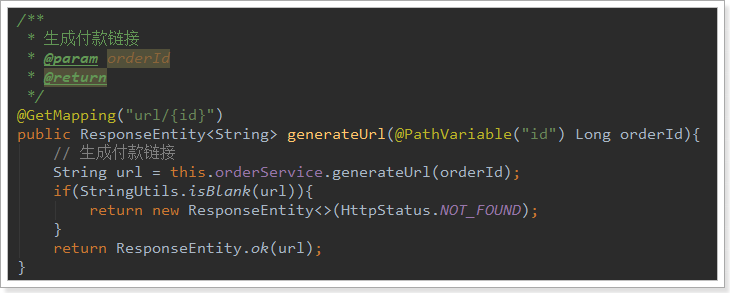 /**
 * 生成付款链接
 * @param orderId
 * @return
 */
@GetMapping("url/{id}")
public ResponseEntity<String> generateUrl(@PathVariable("id") Long orderId){
    // 生成付款链接
    String url = this.orderService.generateUrl(orderId);
    if(StringUtils.isBlank(url)){
        return new ResponseEntity<>(HttpStatus.NOT_FOUND);
    }
    return ResponseEntity.ok(url);
}